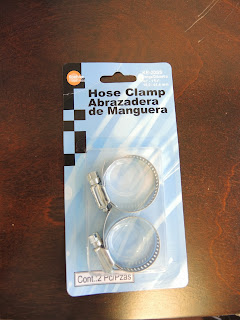 Hose Clamp
Abrazadera
de Manguera
Cont.:2 Pc/Pzas